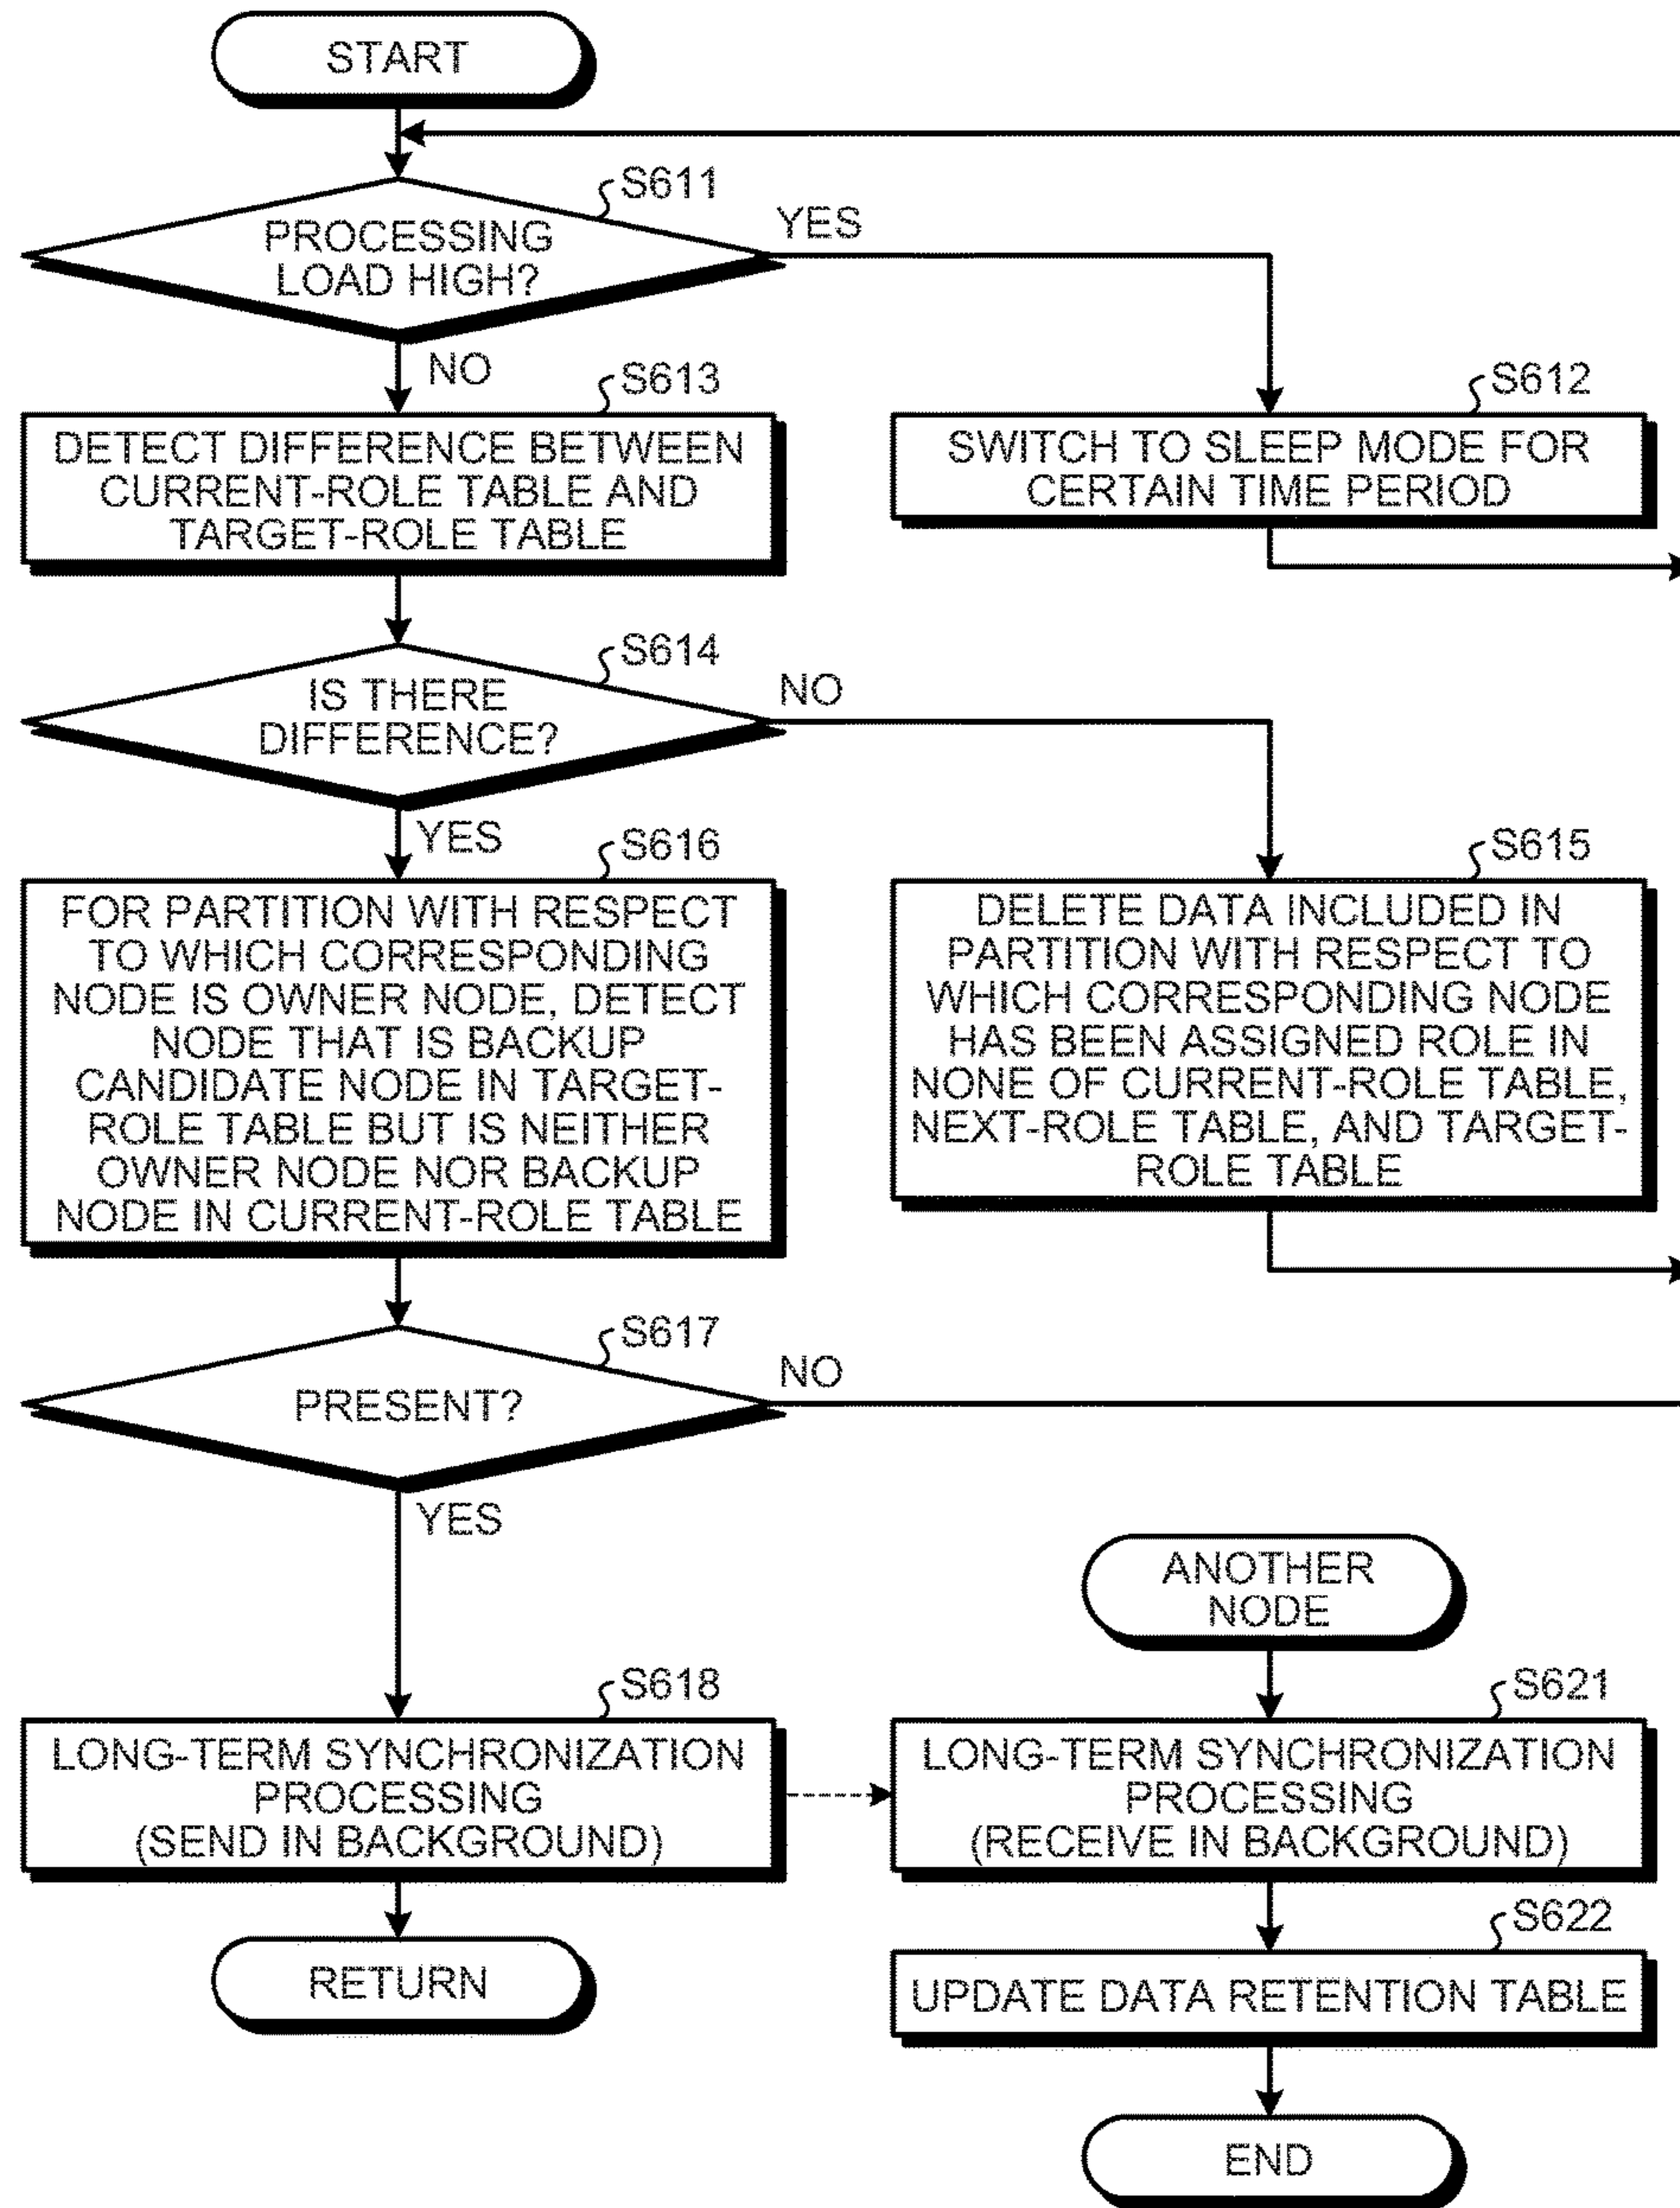 START
S611
PROCESSING
LOAD HIGH?
YES
NO
S613
DETECT DIFFERENCE BETWEEN
CURRENT-ROLE TABLE AND
TARGET-ROLE TABLE
S612
SWITCH TO SLEEP MODE FOR
CERTAIN TIME PERIOD
S614
IS THERE
DIFFERENCE?
NO
YES
S616
FOR PARTITION WITH RESPECT
TO WHICH CORRESPONDING
NODE IS OWNER NODE, DETECT
NODE THAT IS BACKUP
CANDIDATE NODE IN TARGET-
ROLE TABLE BUT IS NEITHER
OWNER NODE NOR BACKUP
NODE IN CURRENT-ROLE TABLE
S615
DELETE DATA INCLUDED IN
PARTITION WITH RESPECT TO
WHICH CORRESPONDING NODE
HAS BEEN ASSIGNED ROLE IN
NONE OF CURRENT-ROLE TABLE,
NEXT-ROLE TABLE, AND TARGET-
ROLE TABLE
S617
PRESENT?
NO
YES
ANOTHER
NODE
S618
LONG-TERM SYNCHRONIZATION
PROCESSING
(SEND IN BACKGROUND)
S621
LONG-TERM SYNCHRONIZATION
PROCESSING
(RECEIVE IN BACKGROUND)
RETURN
S622
UPDATE DATA RETENTION TABLE
END